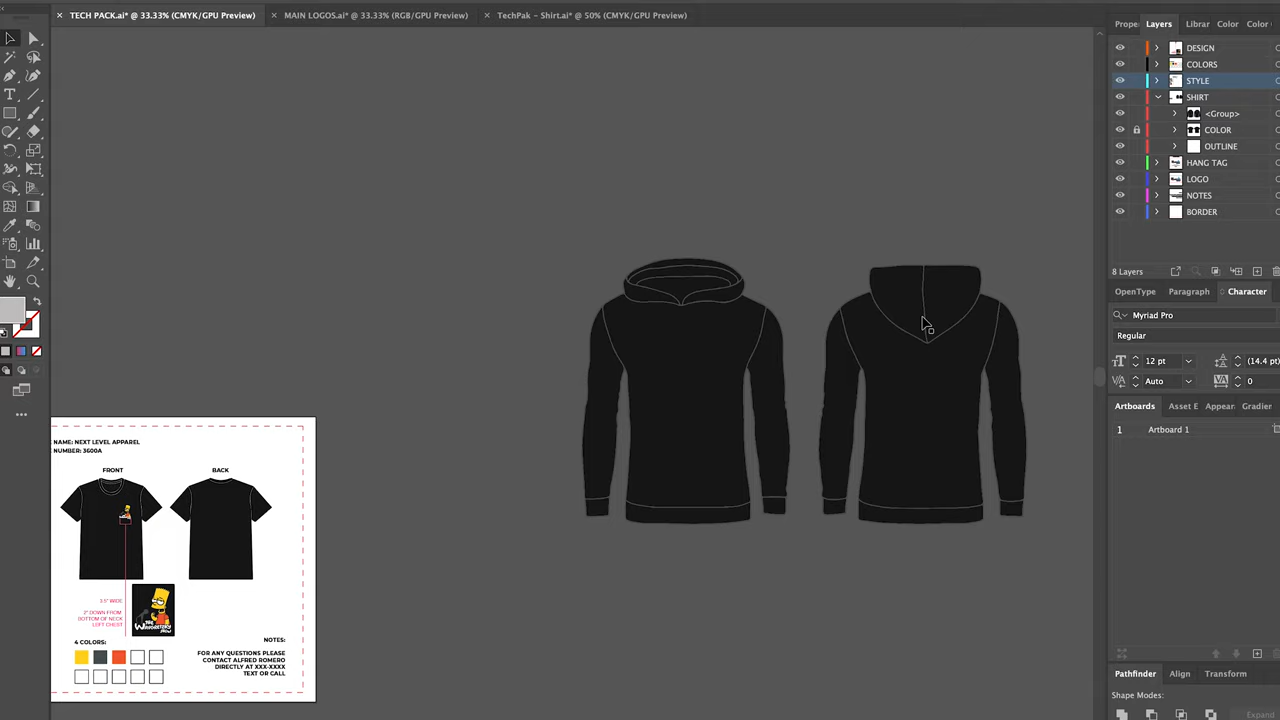 TECH PACK.ai* @ 33.33% (CMYK/GPU Preview)
MAIN LOGOS.ai* @ 33.33% (RGB/GPU Preview)
TechPak - Shirt.ai* @ 50% (CMYK/GPU Preview)
Prope
Layers
Librar
Color
Color
DESIGN
COLORS
STYLE
SHIRT
<Group>
COLOR
OUTLINE
HANG TAG
LOGO
NOTES
BORDER
8 Layers
OpenType
Paragraph
Character
Myriad Pro
Regular
12 pt
(14.4 pt)
Auto
0
Artboards
Asset E
Appear
Gradien
1
Artboard 1
Pathfinder
Align
Transform
Shape Modes:
Expand
NAME: NEXT LEVEL APPAREL
NUMBER: 3600A
FRONT
BACK
3.5" WIDE
2" DOWN FROM
BOTTOM OF NECK
LEFT CHEST
4 COLORS:
NOTES:
FOR ANY QUESTIONS PLEASE
CONTACT ALFRED ROMERO
DIRECTLY AT XXX-XXXX
TEXT OR CALL